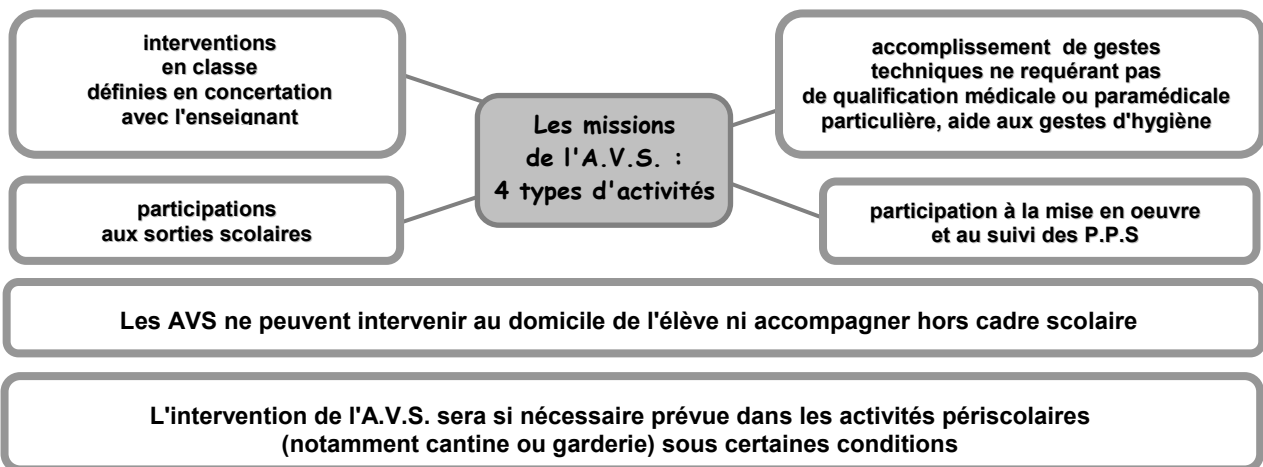 interventions
en classe
définies en concertation
avec l'enseignant
accomplissement de gestes
techniques ne requérant pas
de qualification médicale ou paramédicale
particulière, aide aux gestes d'hygiène
Les missions
de l'A.V.S. :
4 types d'activités
participations
aux sorties scolaires
participation à la mise en oeuvre
et au suivi des P.P.S
Les AVS ne peuvent intervenir au domicile de l'élève ni accompagner hors cadre scolaire
L'intervention de l'A.V.S. sera si nécessaire prévue dans les activités périscolaires
(notamment cantine ou garderie) sous certaines conditions